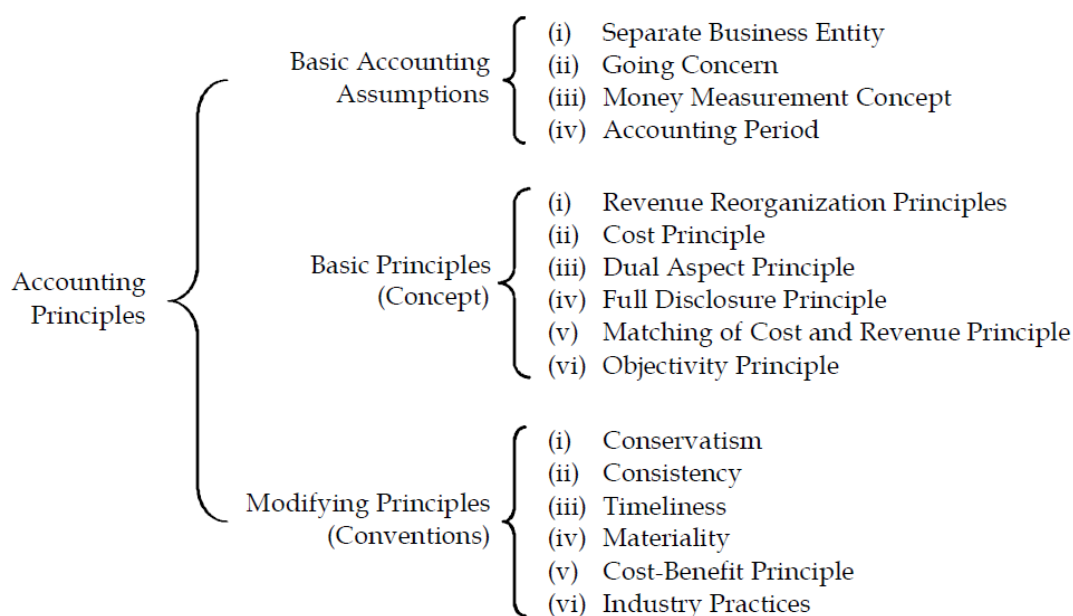 Accounting
Principles
Basic Accounting
Assumptions
(i) Separate Business Entity
(ii) Going Concern
(iii) Money Measurement Concept
(iv) Accounting Period
Basic Principles
(Concept)
(i) Revenue Reorganization Principles
(ii) Cost Principle
(iii) Dual Aspect Principle
(iv) Full Disclosure Principle
(v) Matching of Cost and Revenue Principle
(vi) Objectivity Principle
Modifying Principles
(Conventions)
(i) Conservatism
(ii) Consistency
(iii) Timeliness
(iv) Materiality
(v) Cost-Benefit Principle
(vi) Industry Practices